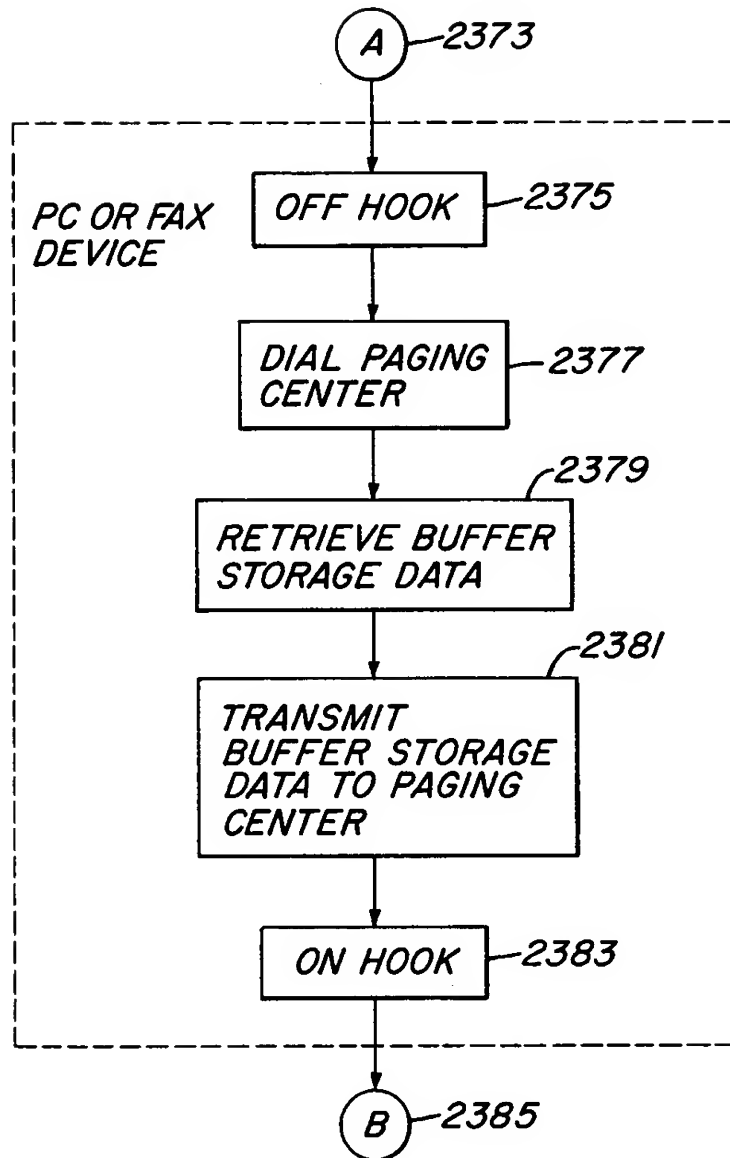 A 2373
PC OR FAX
DEVICE
OFF HOOK 2375
DIAL PAGING
CENTER
2377
2379
RETRIEVE BUFFER
STORAGE DATA
2381
TRANSMIT
BUFFER STORAGE
DATA TO PAGING
CENTER
ON HOOK 2383
B 2385